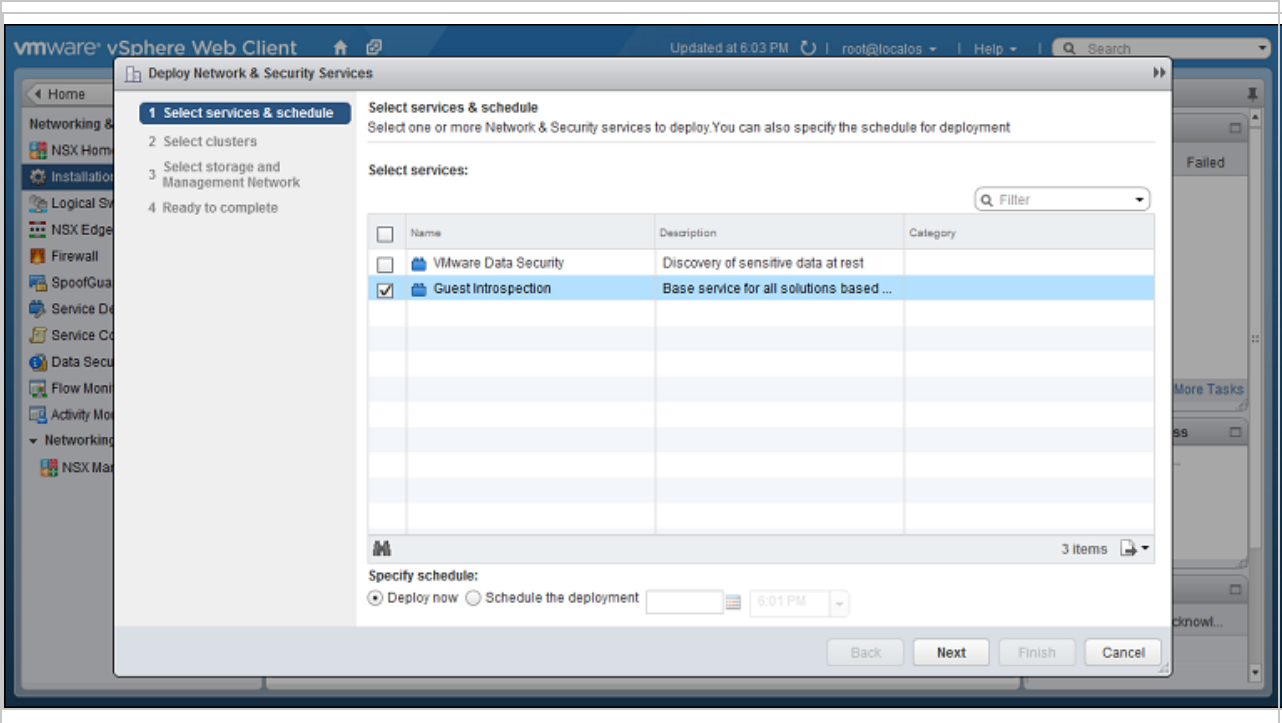 vmware® vSphere Web Client
Updated at 6:03 PM | root@localos | Help | Search
Deploy Network & Security Services
Home
Networking &
NSX Home
Installation
Logical Sw
NSX Edge
Firewall
SpoofGua
Service De
Service Co
Data Secu
Flow Monit
Activity Mo
Networking
NSX Man
1 Select services & schedule
2 Select clusters
3 Select storage and
Management Network
4 Ready to complete
Select services & schedule
Select one or more Network & Security services to deploy.You can also specify the schedule for deployment
Select services:
Filter
Name Description Category
VMware Data Security Discovery of sensitive data at rest
Guest Introspection Base service for all solutions based ...
3 items
Specify schedule:
Deploy now Schedule the deployment 6:01 PM
Back Next Finish Cancel
Failed
More Tasks
ss
cknowl...